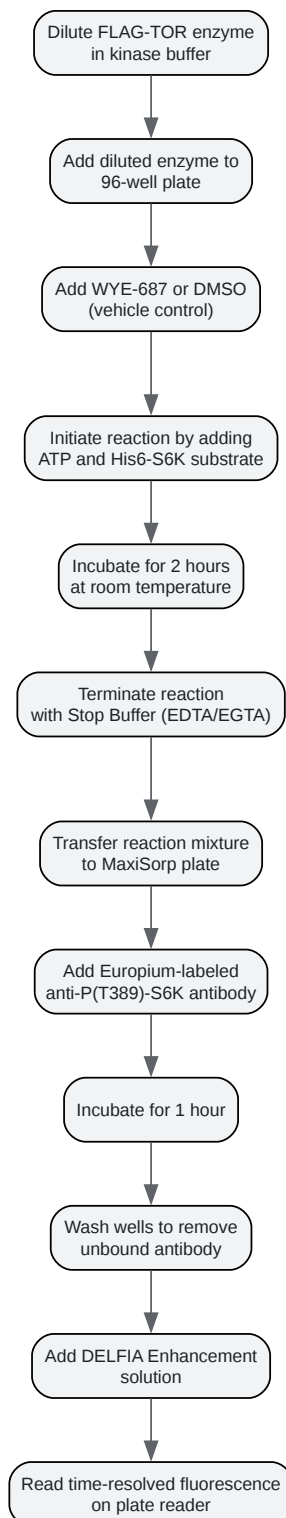 Dilute FLAG-TOR enzyme
in kinase buffer
Add diluted enzyme to
96-well plate
Add WYE-687 or DMSO
(vehicle control)
Initiate reaction by adding
ATP and His6-S6K substrate
Incubate for 2 hours
at room temperature
Terminate reaction
with Stop Buffer (EDTA/EGTA)
Transfer reaction mixture
to MaxiSorp plate
Add Europium-labeled
anti-P(T389)-S6K antibody
Incubate for 1 hour
Wash wells to remove
unbound antibody
Add DELFIA Enhancement
solution
Read time-resolved fluorescence
on plate reader